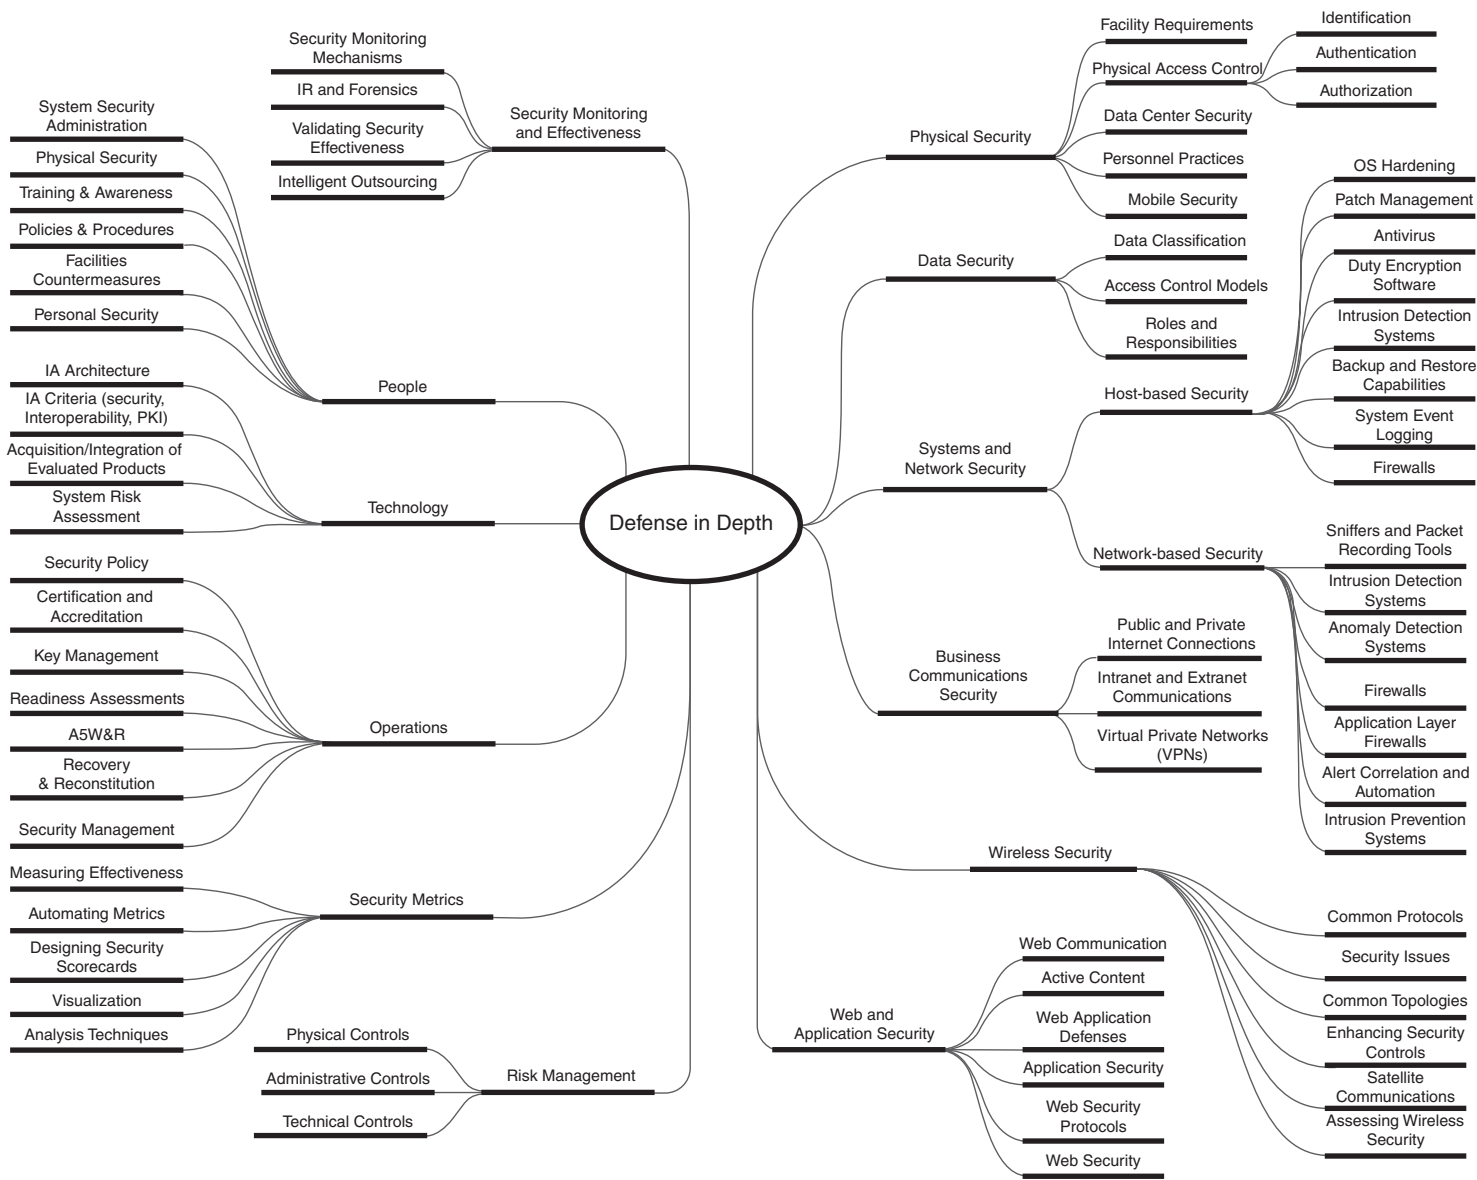 Defense in Depth
Security Monitoring
and Effectiveness
Security Monitoring
Mechanisms
IR and Forensics
Validating Security
Effectiveness
Intelligent Outsourcing
People
System Security
Administration
Physical Security
Training & Awareness
Policies & Procedures
Facilities
Countermeasures
Personal Security
Technology
IA Architecture
IA Criteria (security,
Interoperability, PKI)
Acquisition/Integration of
Evaluated Products
System Risk
Assessment
Operations
Security Policy
Certification and
Accreditation
Key Management
Readiness Assessments
A5W&R
Recovery
& Reconstitution
Security Management
Security Metrics
Measuring Effectiveness
Automating Metrics
Designing Security
Scorecards
Visualization
Analysis Techniques
Risk Management
Physical Controls
Administrative Controls
Technical Controls
Physical Security
Facility Requirements
Physical Access Control
Identification
Authentication
Authorization
Data Center Security
Personnel Practices
Mobile Security
Data Security
Data Classification
Access Control Models
Roles and
Responsibilities
Systems and
Network Security
Host-based Security
OS Hardening
Patch Management
Antivirus
Duty Encryption
Software
Intrusion Detection
Systems
Backup and Restore
Capabilities
System Event
Logging
Firewalls
Network-based Security
Sniffers and Packet
Recording Tools
Intrusion Detection
Systems
Anomaly Detection
Systems
Firewalls
Application Layer
Firewalls
Alert Correlation and
Automation
Intrusion Prevention
Systems
Business
Communications
Security
Public and Private
Internet Connections
Intranet and Extranet
Communications
Virtual Private Networks
(VPNs)
Wireless Security
Common Protocols
Security Issues
Common Topologies
Enhancing Security
Controls
Satellite
Communications
Assessing Wireless
Security
Web and
Application Security
Web Communication
Active Content
Web Application
Defenses
Application Security
Web Security
Protocols
Web Security